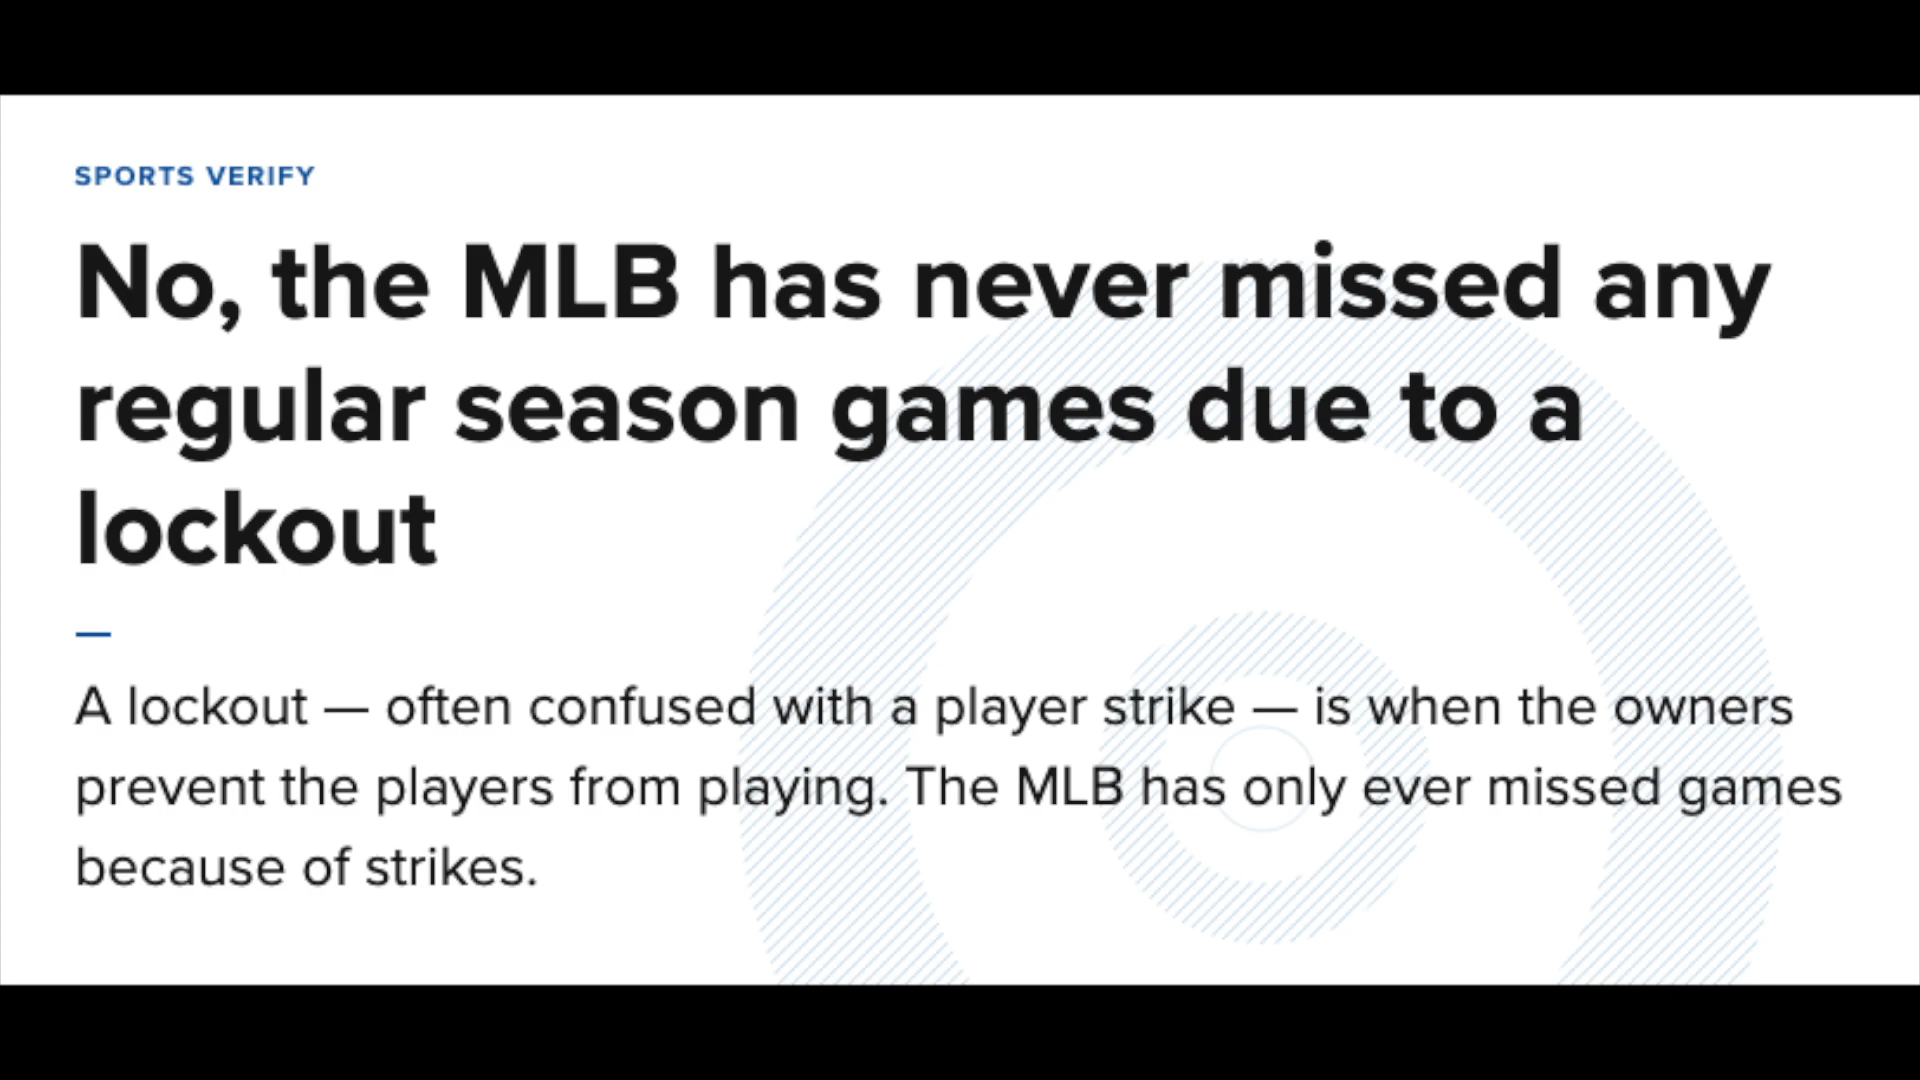 SPORTS VERIFY
No, the MLB has never missed any
regular season games due to a
lockout
A lockout — often confused with a player strike — is when the owners
prevent the players from playing. The MLB has only ever missed games
because of strikes.